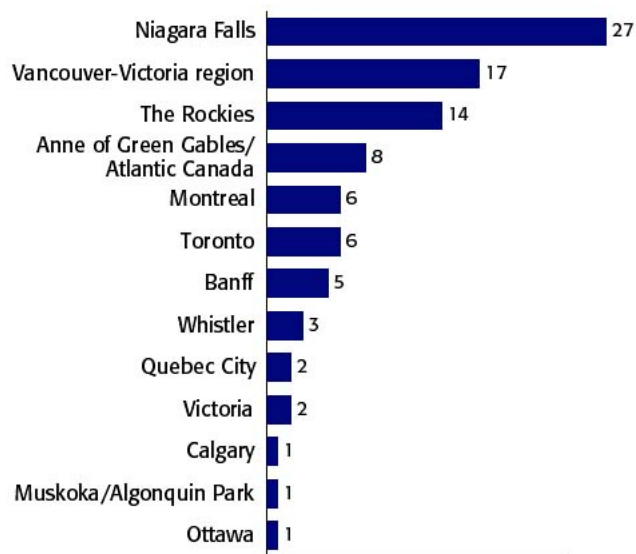 Niagara Falls 27
Vancouver-Victoria region 17
The Rockies 14
Anne of Green Gables/
Atlantic Canada 8
Montreal 6
Toronto 6
Banff 5
Whistler 3
Quebec City 2
Victoria 2
Calgary 1
Muskoka/Algonquin Park 1
Ottawa 1